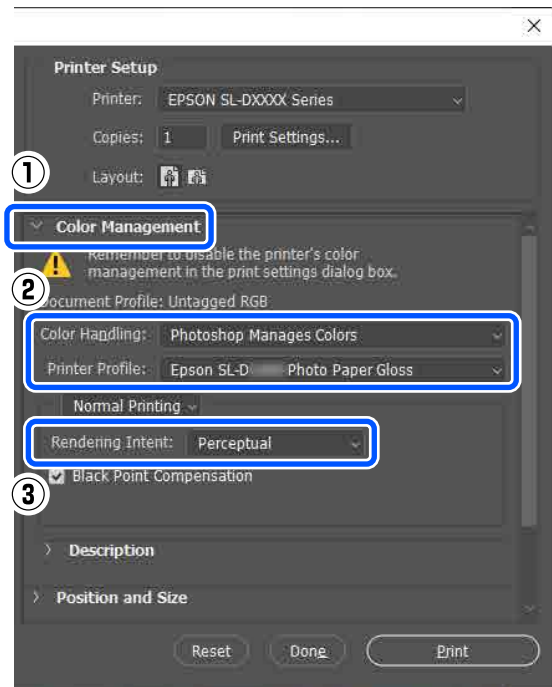 Printer Setup
Printer: EPSON SL-DXXXX Series
Copies: 1 Print Settings...
Layout:
1
Color Management
Remember to disable the printer's color
management in the print settings dialog box.
2
Document Profile: Untagged RGB
Color Handling: Photoshop Manages Colors
Printer Profile: Epson SL-D Photo Paper Gloss
Normal Printing
Rendering Intent: Perceptual
Black Point Compensation
3
Description
Position and Size
Reset Done Print